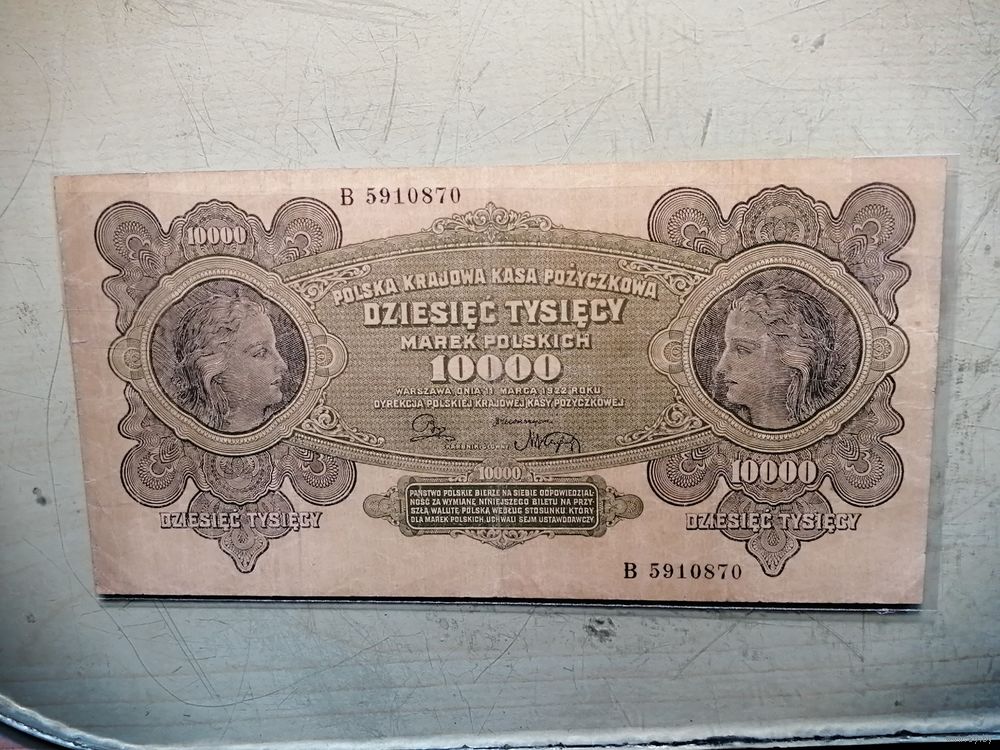 B 5910870
10000
POLSKA KRAJOWA KASA POŻYCZKOWA
DZIESIĘĆ TYSIĘCY
MAREK POLSKICH
10000
WARSZAWA DNIA 11 MARCA 1922 ROKU
DYREKCJA POLSKIEJ KRAJOWEJ KASY POŻYCZKOWEJ
10000
10000
PAŃSTWO POLSKIE BIERZE NA SIEBIE ODPOWIEDZIAL-
NOŚĆ ZA WYMIANĘ NINIEJSZEGO BILETU NA PRZY-
SZŁĄ WALUTĘ POLSKĄ WEDŁUG STOSUNKU, KTÓRY
DLA MAREK POLSKICH UCHWALI SEJM USTAWODAWCZY
DZIESIĘĆ TYSIĘCY
DZIESIĘĆ TYSIĘCY
B 5910870